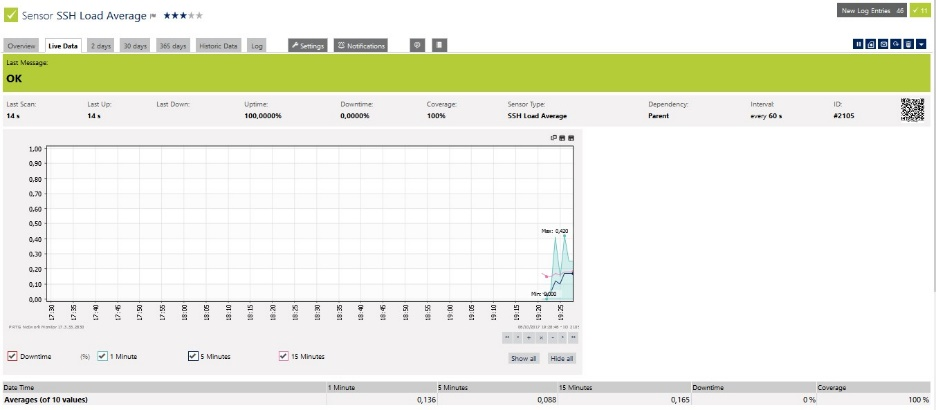 Sensor SSH Load Average
New Log Entries 46
11
Overview Live Data 2 days 30 days 365 days Historic Data Log Settings Notifications
Last Message:
OK
Last Scan: Last Up: Last Down: Uptime: Downtime: Coverage: Sensor Type: Dependency: Interval: ID:
14 s 14 s 100,0000% 0,0000% 100% SSH Load Average Parent every 60 s #2105
1,00
0,90
0,80
0,70
0,60
0,50
0,40
0,30
0,20
0,10
0,00
Max: 0,420
Min: 0,000
17:30 17:35 17:40 17:45 17:50 17:55 18:00 18:05 18:10 18:15 18:20 18:25 18:30 18:35 18:40 18:45 18:50 18:55 19:00 19:05 19:10 19:15 19:20 19:25
PRTG Network Monitor
Downtime (%) 1 Minute 5 Minutes 15 Minutes
Show all Hide all
Date Time 1 Minute 5 Minutes 15 Minutes Downtime Coverage
Averages (of 10 values) 0,136 0,088 0,165 0 % 100 %